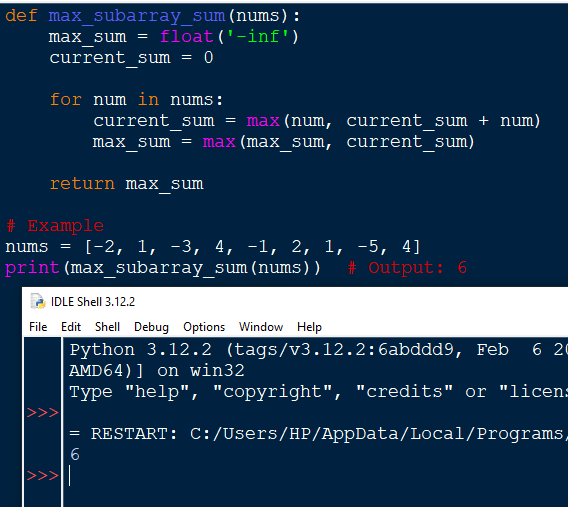 def max_subarray_sum(nums):
    max_sum = float('-inf')
    current_sum = 0
    for num in nums:
        current_sum = max(num, current_sum + num)
        max_sum = max(max_sum, current_sum)
    return max_sum
# Example
nums = [-2, 1, -3, 4, -1, 2, 1, -5, 4]
print(max_subarray_sum(nums))  # Output: 6
IDLE Shell 3.12.2
File Edit Shell Debug Options Window Help
Python 3.12.2 (tags/v3.12.2:6abddd9, Feb  6 20
AMD64)] on win32
Type "help", "copyright", "credits" or "licens
>>>
= RESTART: C:/Users/HP/AppData/Local/Programs/
6
>>>